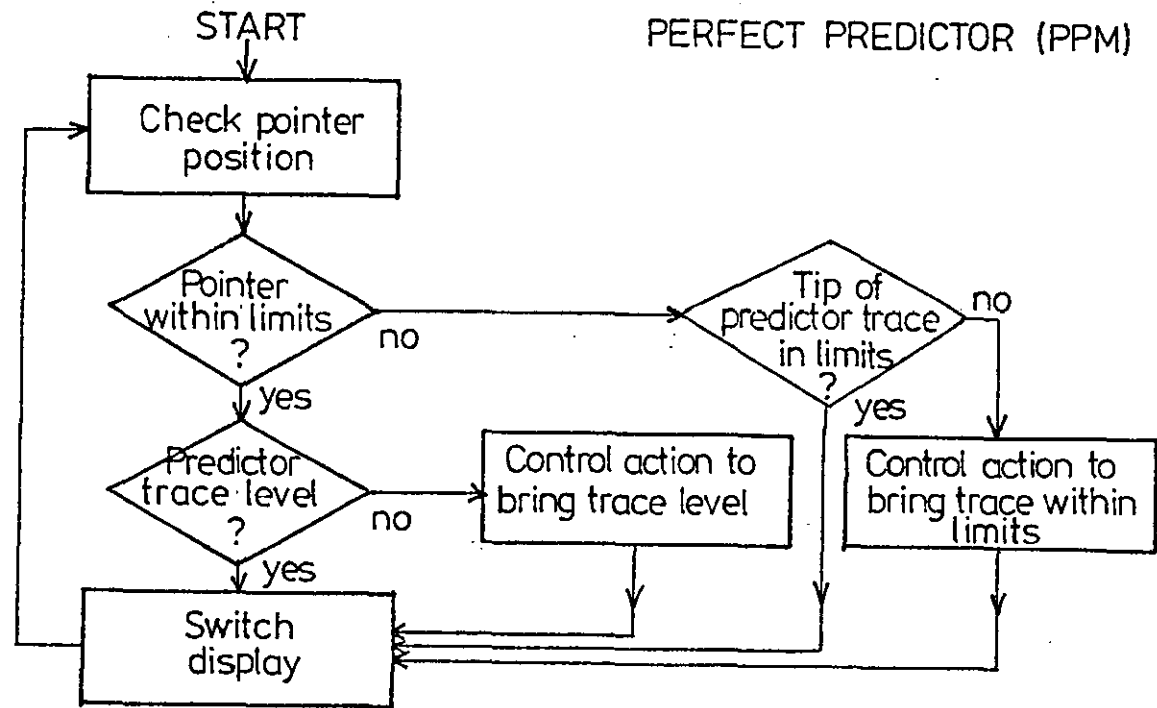 START
PERFECT PREDICTOR (PPM)
Check pointer
position
Pointer
within limits
?
no
yes
Tip of
predictor trace
in limits
?
no
yes
Predictor
trace level
?
no
yes
Control action to
bring trace level
Control action to
bring trace within
limits
Switch
display